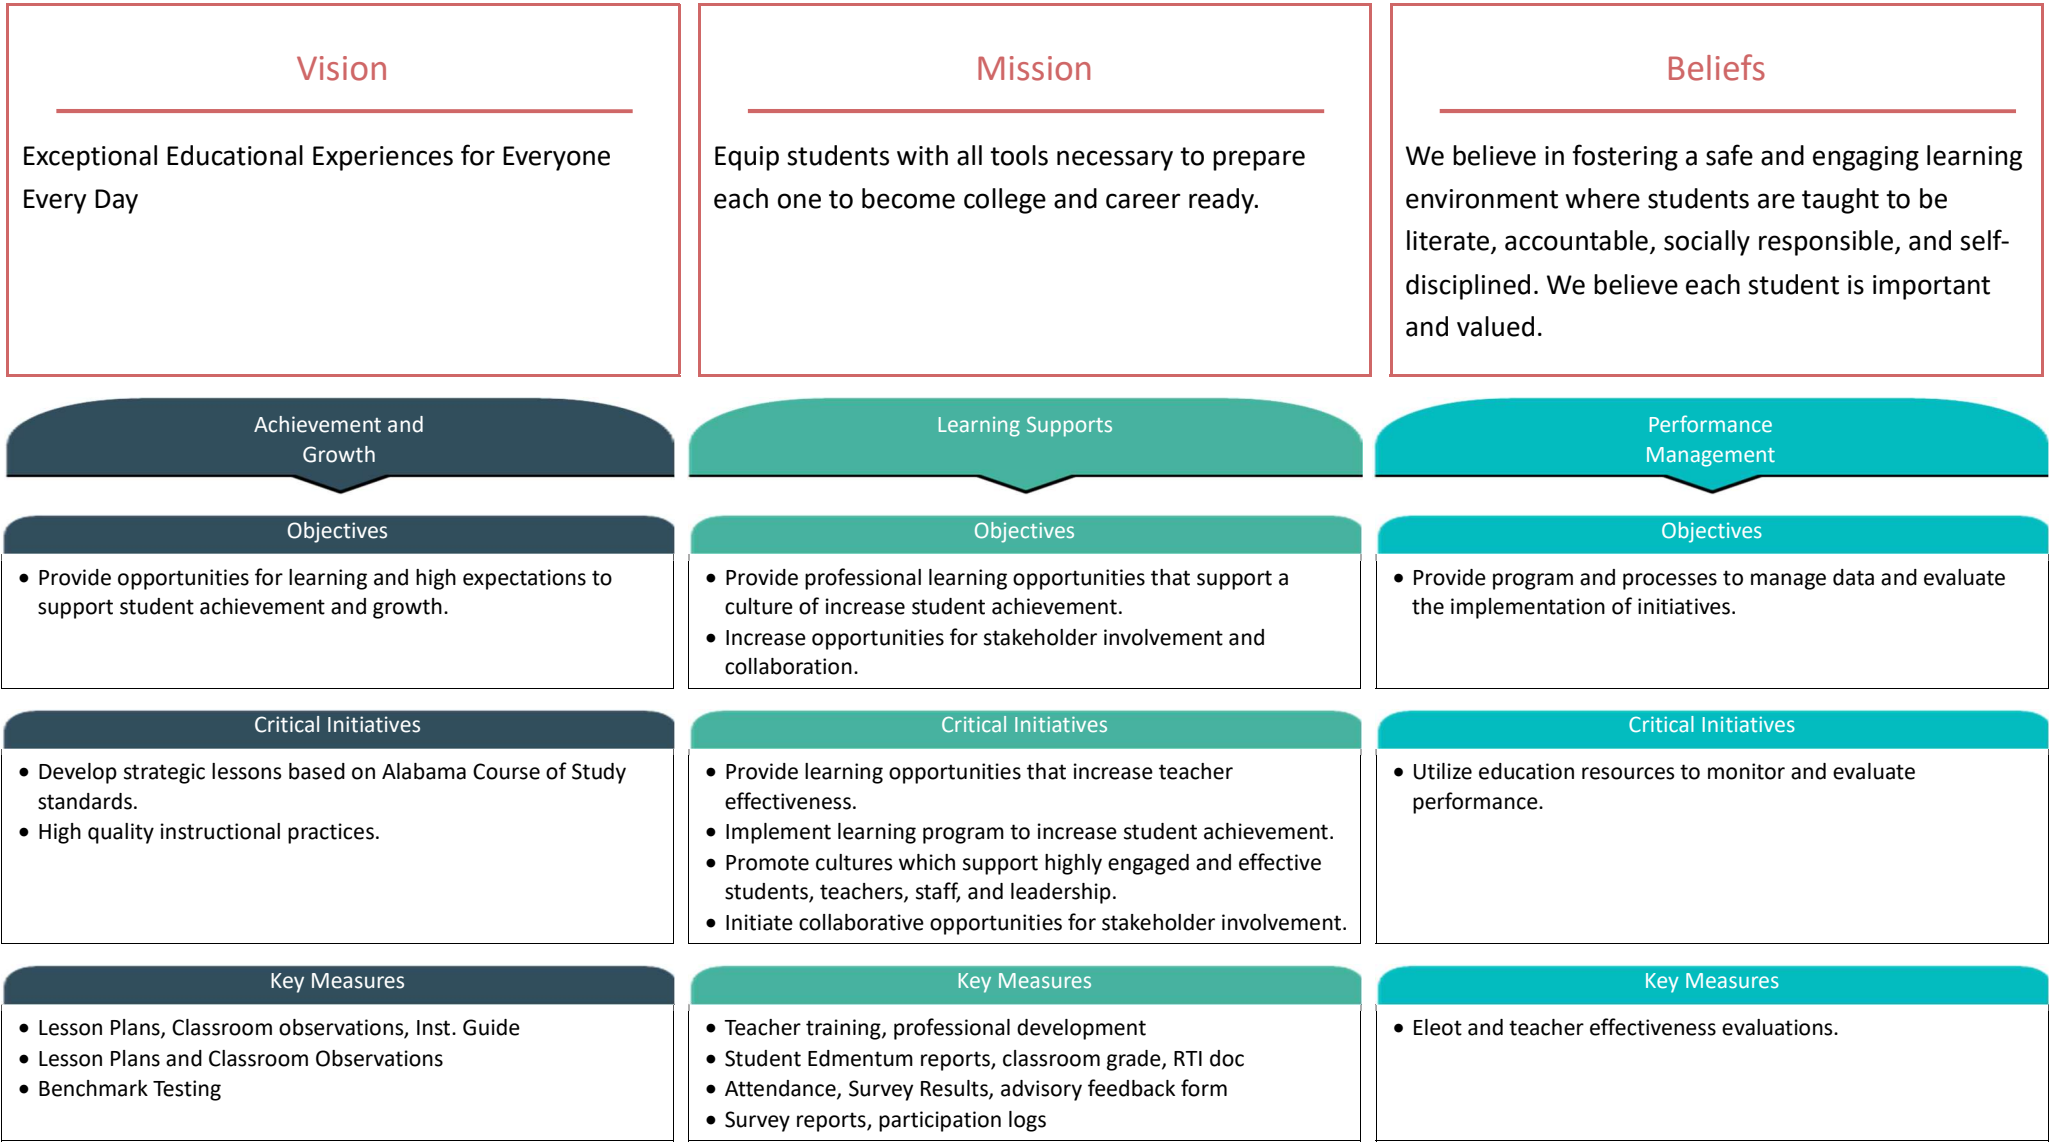 Vision
Exceptional Educational Experiences for Everyone
Every Day
Mission
Equip students with all tools necessary to prepare
each one to become college and career ready.
Beliefs
We believe in fostering a safe and engaging learning
environment where students are taught to be
literate, accountable, socially responsible, and self-
disciplined. We believe each student is important
and valued.
Achievement and
Growth
Objectives
• Provide opportunities for learning and high expectations to
support student achievement and growth.
Critical Initiatives
• Develop strategic lessons based on Alabama Course of Study
standards.
• High quality instructional practices.
Key Measures
• Lesson Plans, Classroom observations, Inst. Guide
• Lesson Plans and Classroom Observations
• Benchmark Testing
Learning Supports
Objectives
• Provide professional learning opportunities that support a
culture of increase student achievement.
• Increase opportunities for stakeholder involvement and
collaboration.
Critical Initiatives
• Provide learning opportunities that increase teacher
effectiveness.
• Implement learning program to increase student achievement.
• Promote cultures which support highly engaged and effective
students, teachers, staff, and leadership.
• Initiate collaborative opportunities for stakeholder involvement.
Key Measures
• Teacher training, professional development
• Student Edmentum reports, classroom grade, RTI doc
• Attendance, Survey Results, advisory feedback form
• Survey reports, participation logs
Performance
Management
Objectives
• Provide program and processes to manage data and evaluate
the implementation of initiatives.
Critical Initiatives
• Utilize education resources to monitor and evaluate
performance.
Key Measures
• Eleot and teacher effectiveness evaluations.